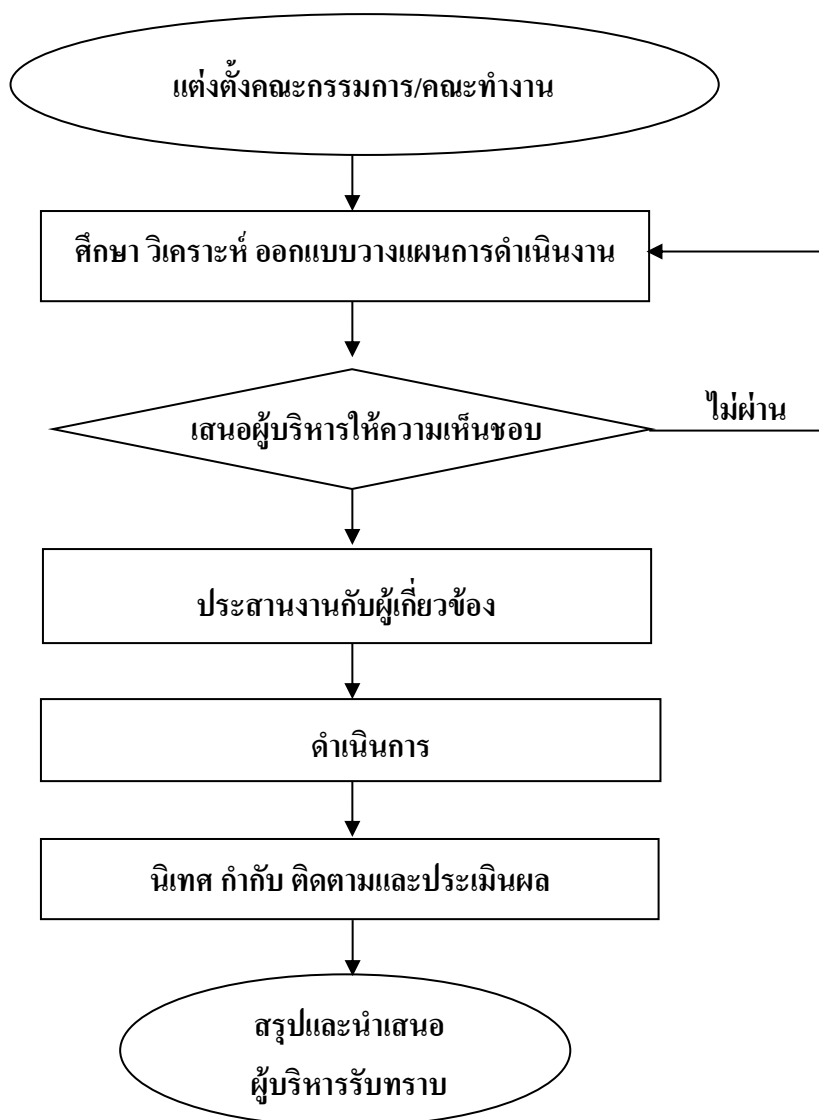 แต่งตั้งคณะกรรมการ/คณะทำงาน
ศึกษา วิเคราะห์ ออกแบบวางแผนการดำเนินงาน
เสนอผู้บริหารให้ความเห็นชอบ
ไม่ผ่าน
ประสานงานกับผู้เกี่ยวข้อง
ดำเนินการ
นิเทศ กำกับ ติดตามและประเมินผล
สรุปและนำเสนอ
ผู้บริหารรับทราบ